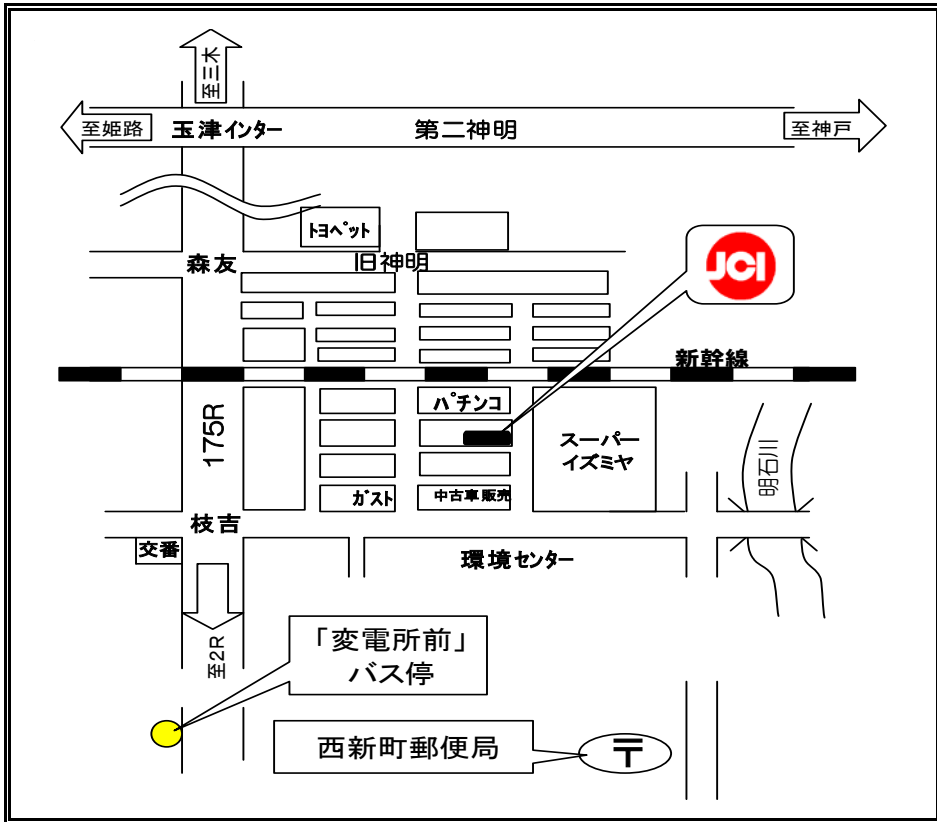 至三木
至姫路
玉津インター
第二神明
至神戸
トヨペット
森友
旧神明
JCI
新幹線
175R
パチンコ
スーパー
イズミヤ
明石川
ガスト
中古車販売
枝吉
交番
環境センター
至2R
「変電所前」
バス停
西新町郵便局
〒